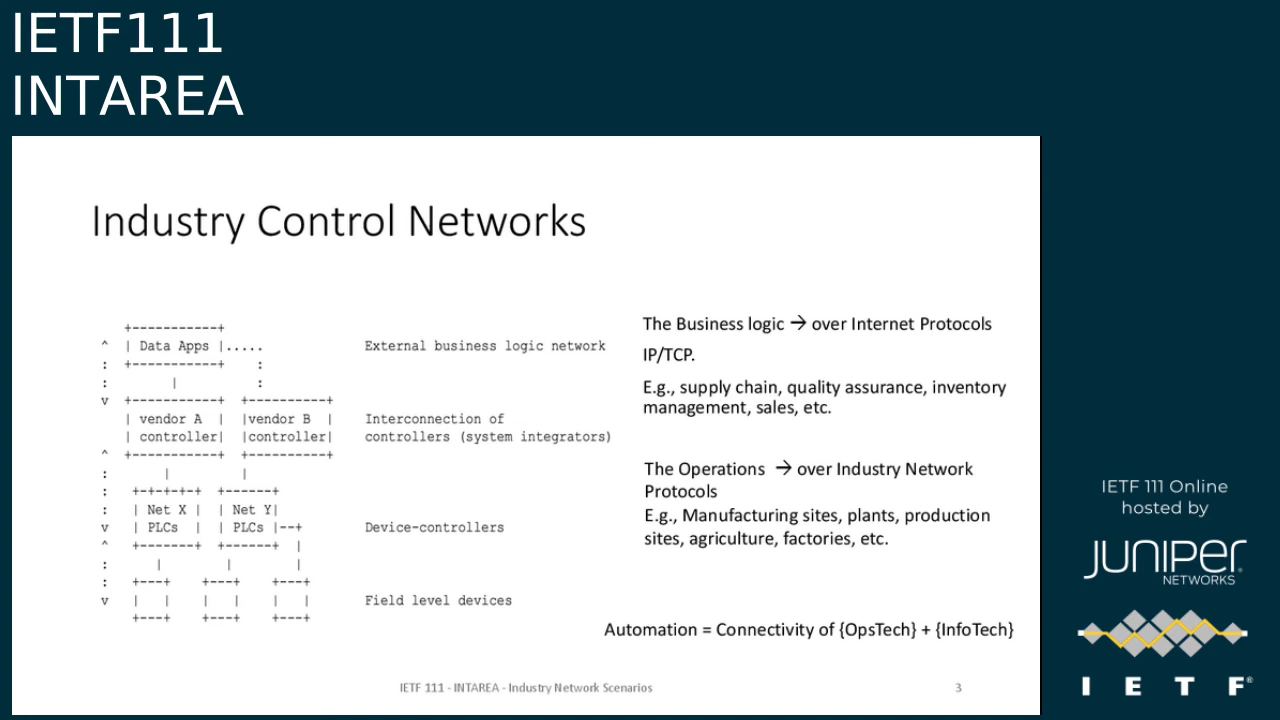 IETF111
INTAREA
Industry Control Networks
+-----------+
^ | Data Apps |..... External business logic network
: +-----------+ :
: | :
v +-----------+ +----------+
| vendor A | |vendor B | Interconnection of
| controller| |controller| controllers (system integrators)
^ +-----------+ +----------+
: | |
: +-+-+-+-+ +------+
: | Net X | | Net Y|
v | PLCs | | PLCs |--+ Device-controllers
^ +-------+ +------+ |
: | | |
: +---+ +---+ +---+
v | | | | | | Field level devices
+---+ +---+ +---+
The Business logic → over Internet Protocols
IP/TCP.
E.g., supply chain, quality assurance, inventory
management, sales, etc.
The Operations → over Industry Network
Protocols
E.g., Manufacturing sites, plants, production
sites, agriculture, factories, etc.
Automation = Connectivity of {OpsTech} + {InfoTech}
IETF 111 - INTAREA - Industry Network Scenarios 3
IETF 111 Online
hosted by
JUNIPER
NETWORKS
I E T F®